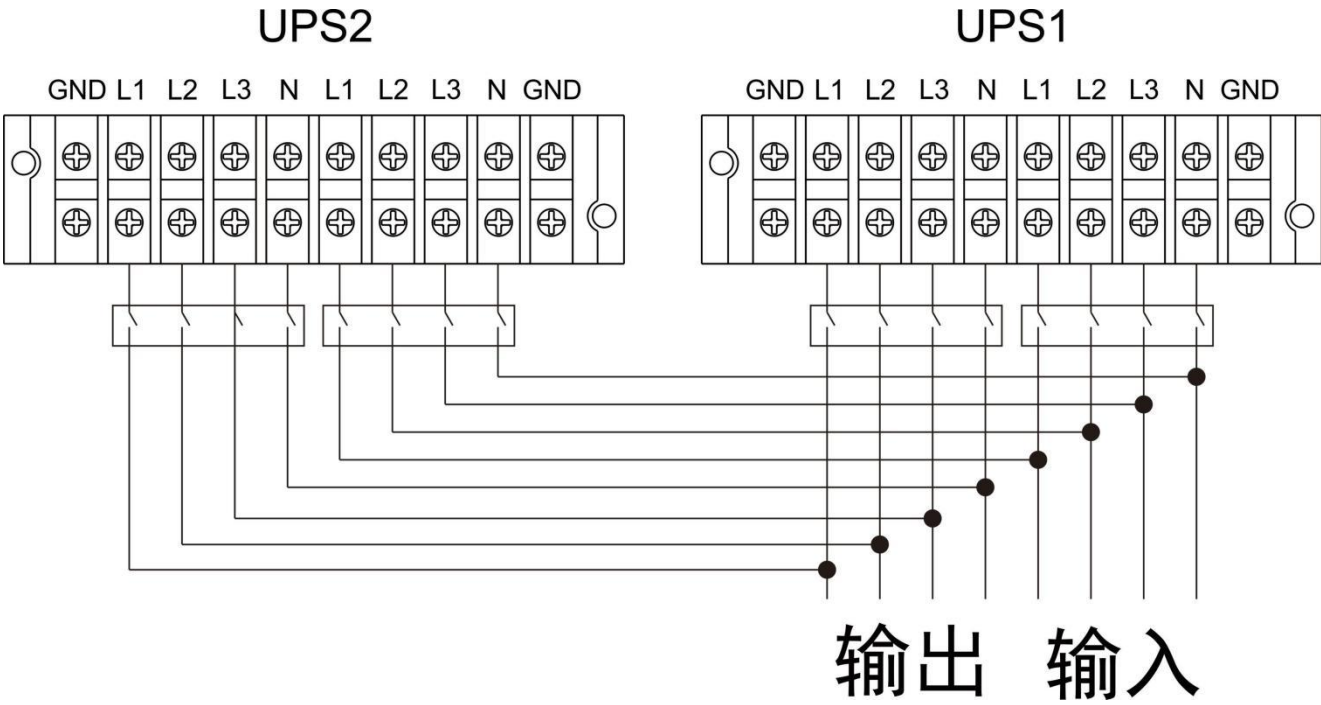 UPS2 UPS1
GND L1 L2 L3 N L1 L2 L3 N GND GND L1 L2 L3 N L1 L2 L3 N GND
输出 输入